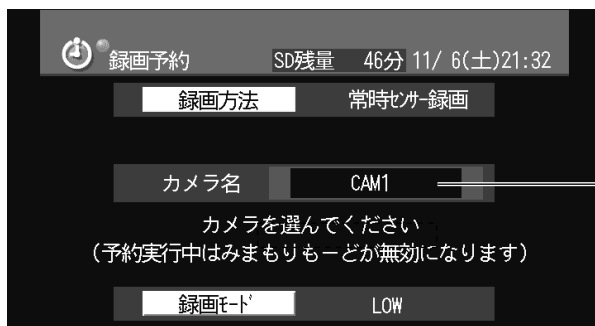 録画予約 SD残量 46分 11/ 6(土)21:32
録画方法 常時ｾﾝｻｰ録画
カメラ名 CAM1
カメラを選んでください
(予約実行中はみまもりもーどが無効になります)
録画ﾓｰﾄﾞ LOW